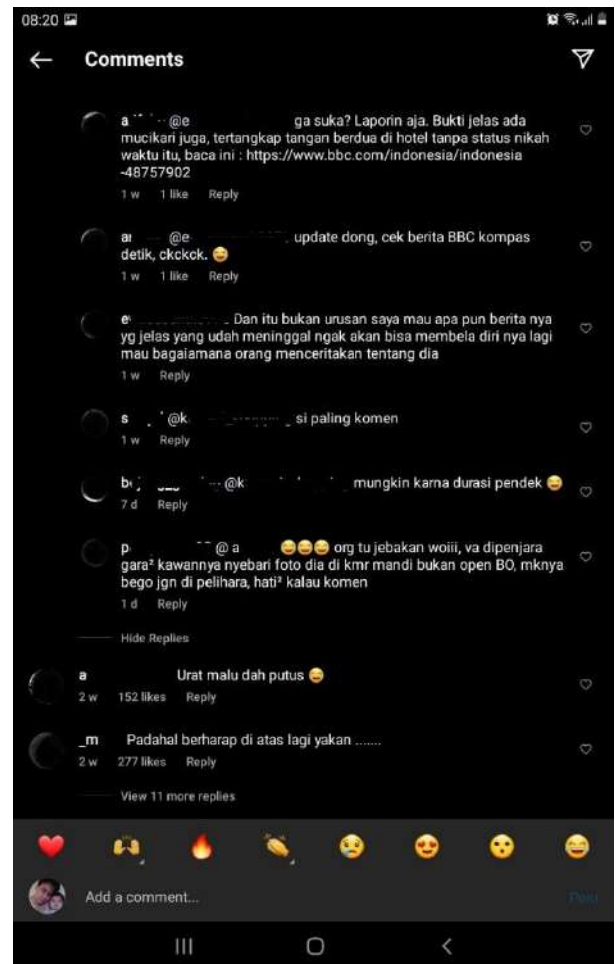 08:20
Comments
@e ga suka? Laporin aja. Bukti jelas ada
mucikari juga, tertangkap tangan berdua di hotel tanpa status nikah
waktu itu, baca ini : https://www.bbc.com/indonesia/indonesia
-48757902
1 w 1 like Reply
@e update dong, cek berita BBC kompas
detik, ckckck. 😅
1 w 1 like Reply
Dan itu bukan urusan saya mau apa pun berita nya
yg jelas yang udah meninggal ngak akan bisa membela diri nya lagi
mau bagaiamana orang menceritakan tentang dia
1 w Reply
s @k si paling komen
1 w Reply
@k mungkin karna durasi pendek 😅
7 d Reply
p @ a 😅😅😅 org tu jebakan woiii, va dipenjara
gara² kawannya nyebari foto dia di kmr mandi bukan open BO, mknya
bego jgn di pelihara, hati² kalau komen
1 d Reply
Hide Replies
a Urat malu dah putus 😅
2 w 152 likes Reply
_m Padahal berharap di atas lagi yakan .......
2 w 277 likes Reply
View 11 more replies
Add a comment...
Post